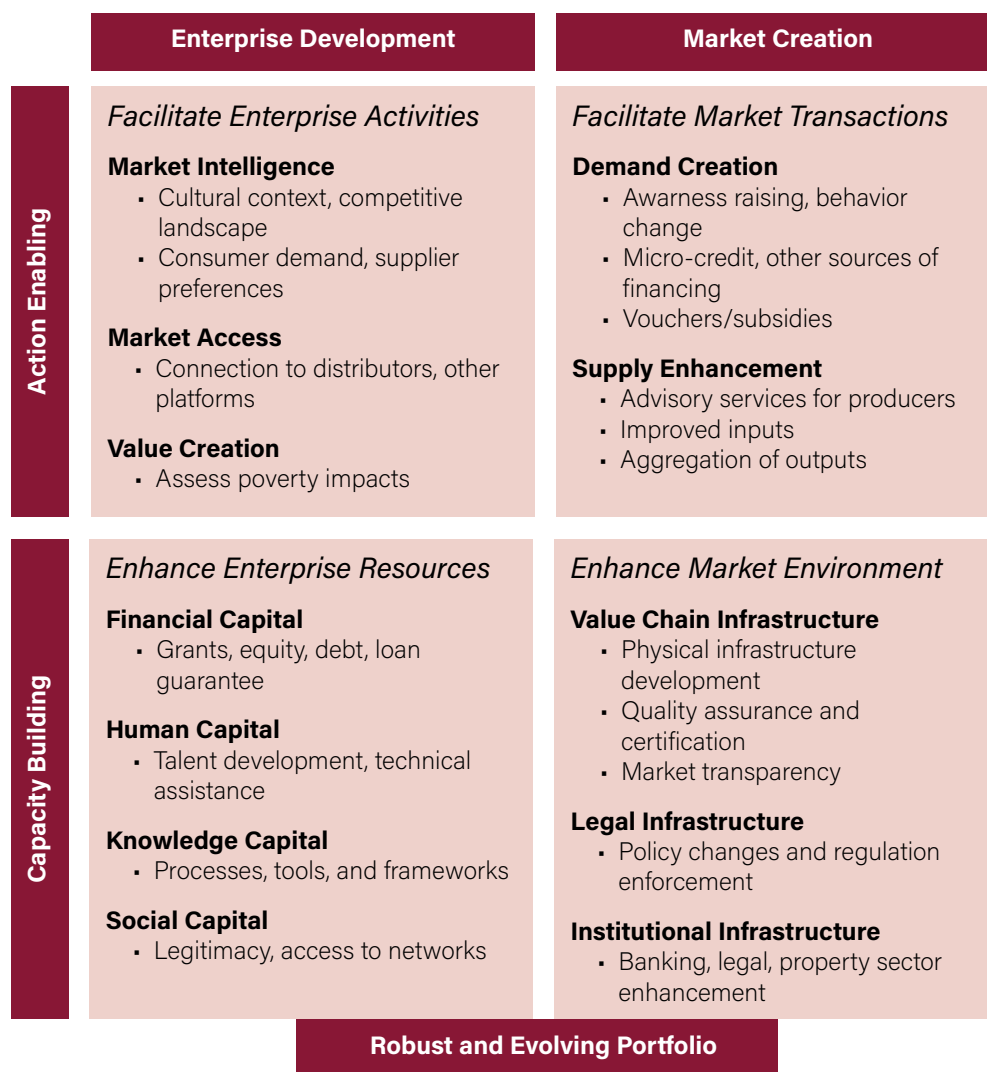 Enterprise Development
Market Creation
Action Enabling
Facilitate Enterprise Activities
Market Intelligence
▪ Cultural context, competitive
landscape
▪ Consumer demand, supplier
preferences
Market Access
▪ Connection to distributors, other
platforms
Value Creation
▪ Assess poverty impacts
Facilitate Market Transactions
Demand Creation
▪ Awarness raising, behavior
change
▪ Micro-credit, other sources of
financing
▪ Vouchers/subsidies
Supply Enhancement
▪ Advisory services for producers
▪ Improved inputs
▪ Aggregation of outputs
Capacity Building
Enhance Enterprise Resources
Financial Capital
▪ Grants, equity, debt, loan
guarantee
Human Capital
▪ Talent development, technical
assistance
Knowledge Capital
▪ Processes, tools, and frameworks
Social Capital
▪ Legitimacy, access to networks
Enhance Market Environment
Value Chain Infrastructure
▪ Physical infrastructure
development
▪ Quality assurance and
certification
▪ Market transparency
Legal Infrastructure
▪ Policy changes and regulation
enforcement
Institutional Infrastructure
▪ Banking, legal, property sector
enhancement
Robust and Evolving Portfolio